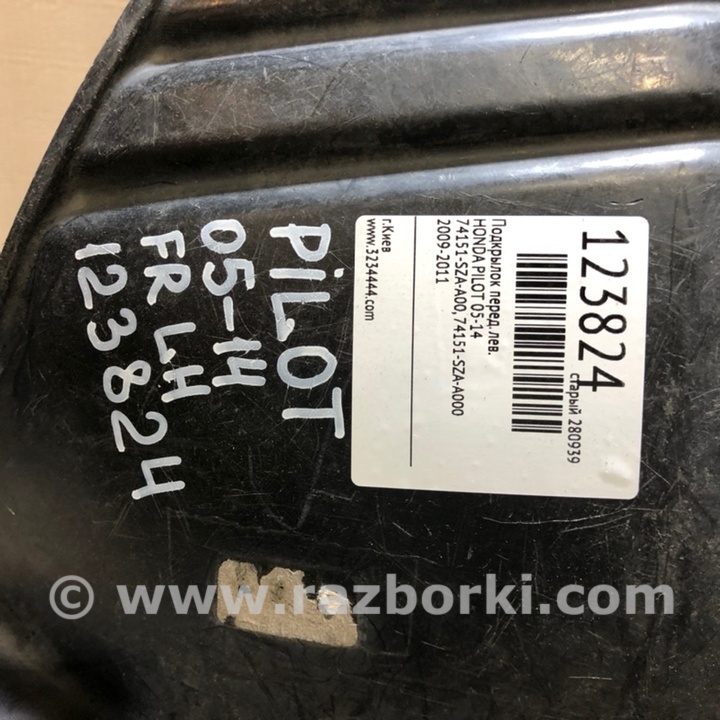 PiLOT
05-14
FR LH
123824
123824
старый 280939
Подкрылок перед. лев.
HONDA PILOT 05-14
74151-SZA-A00, 74151-SZA-A000
2009-2011
г.Киев
www.3234444.com
© www.razborki.com